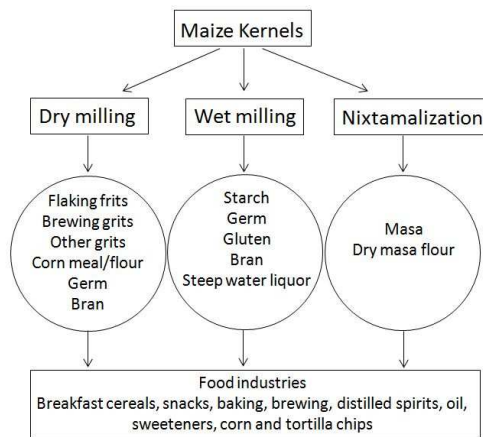 Maize Kernels
Dry milling
Wet milling
Nixtamalization
Flaking frits
Brewing grits
Other grits
Corn meal/flour
Germ
Bran
Starch
Germ
Gluten
Bran
Steep water liquor
Masa
Dry masa flour
Food industries
Breakfast cereals, snacks, baking, brewing, distilled spirits, oil,
sweeteners, corn and tortilla chips